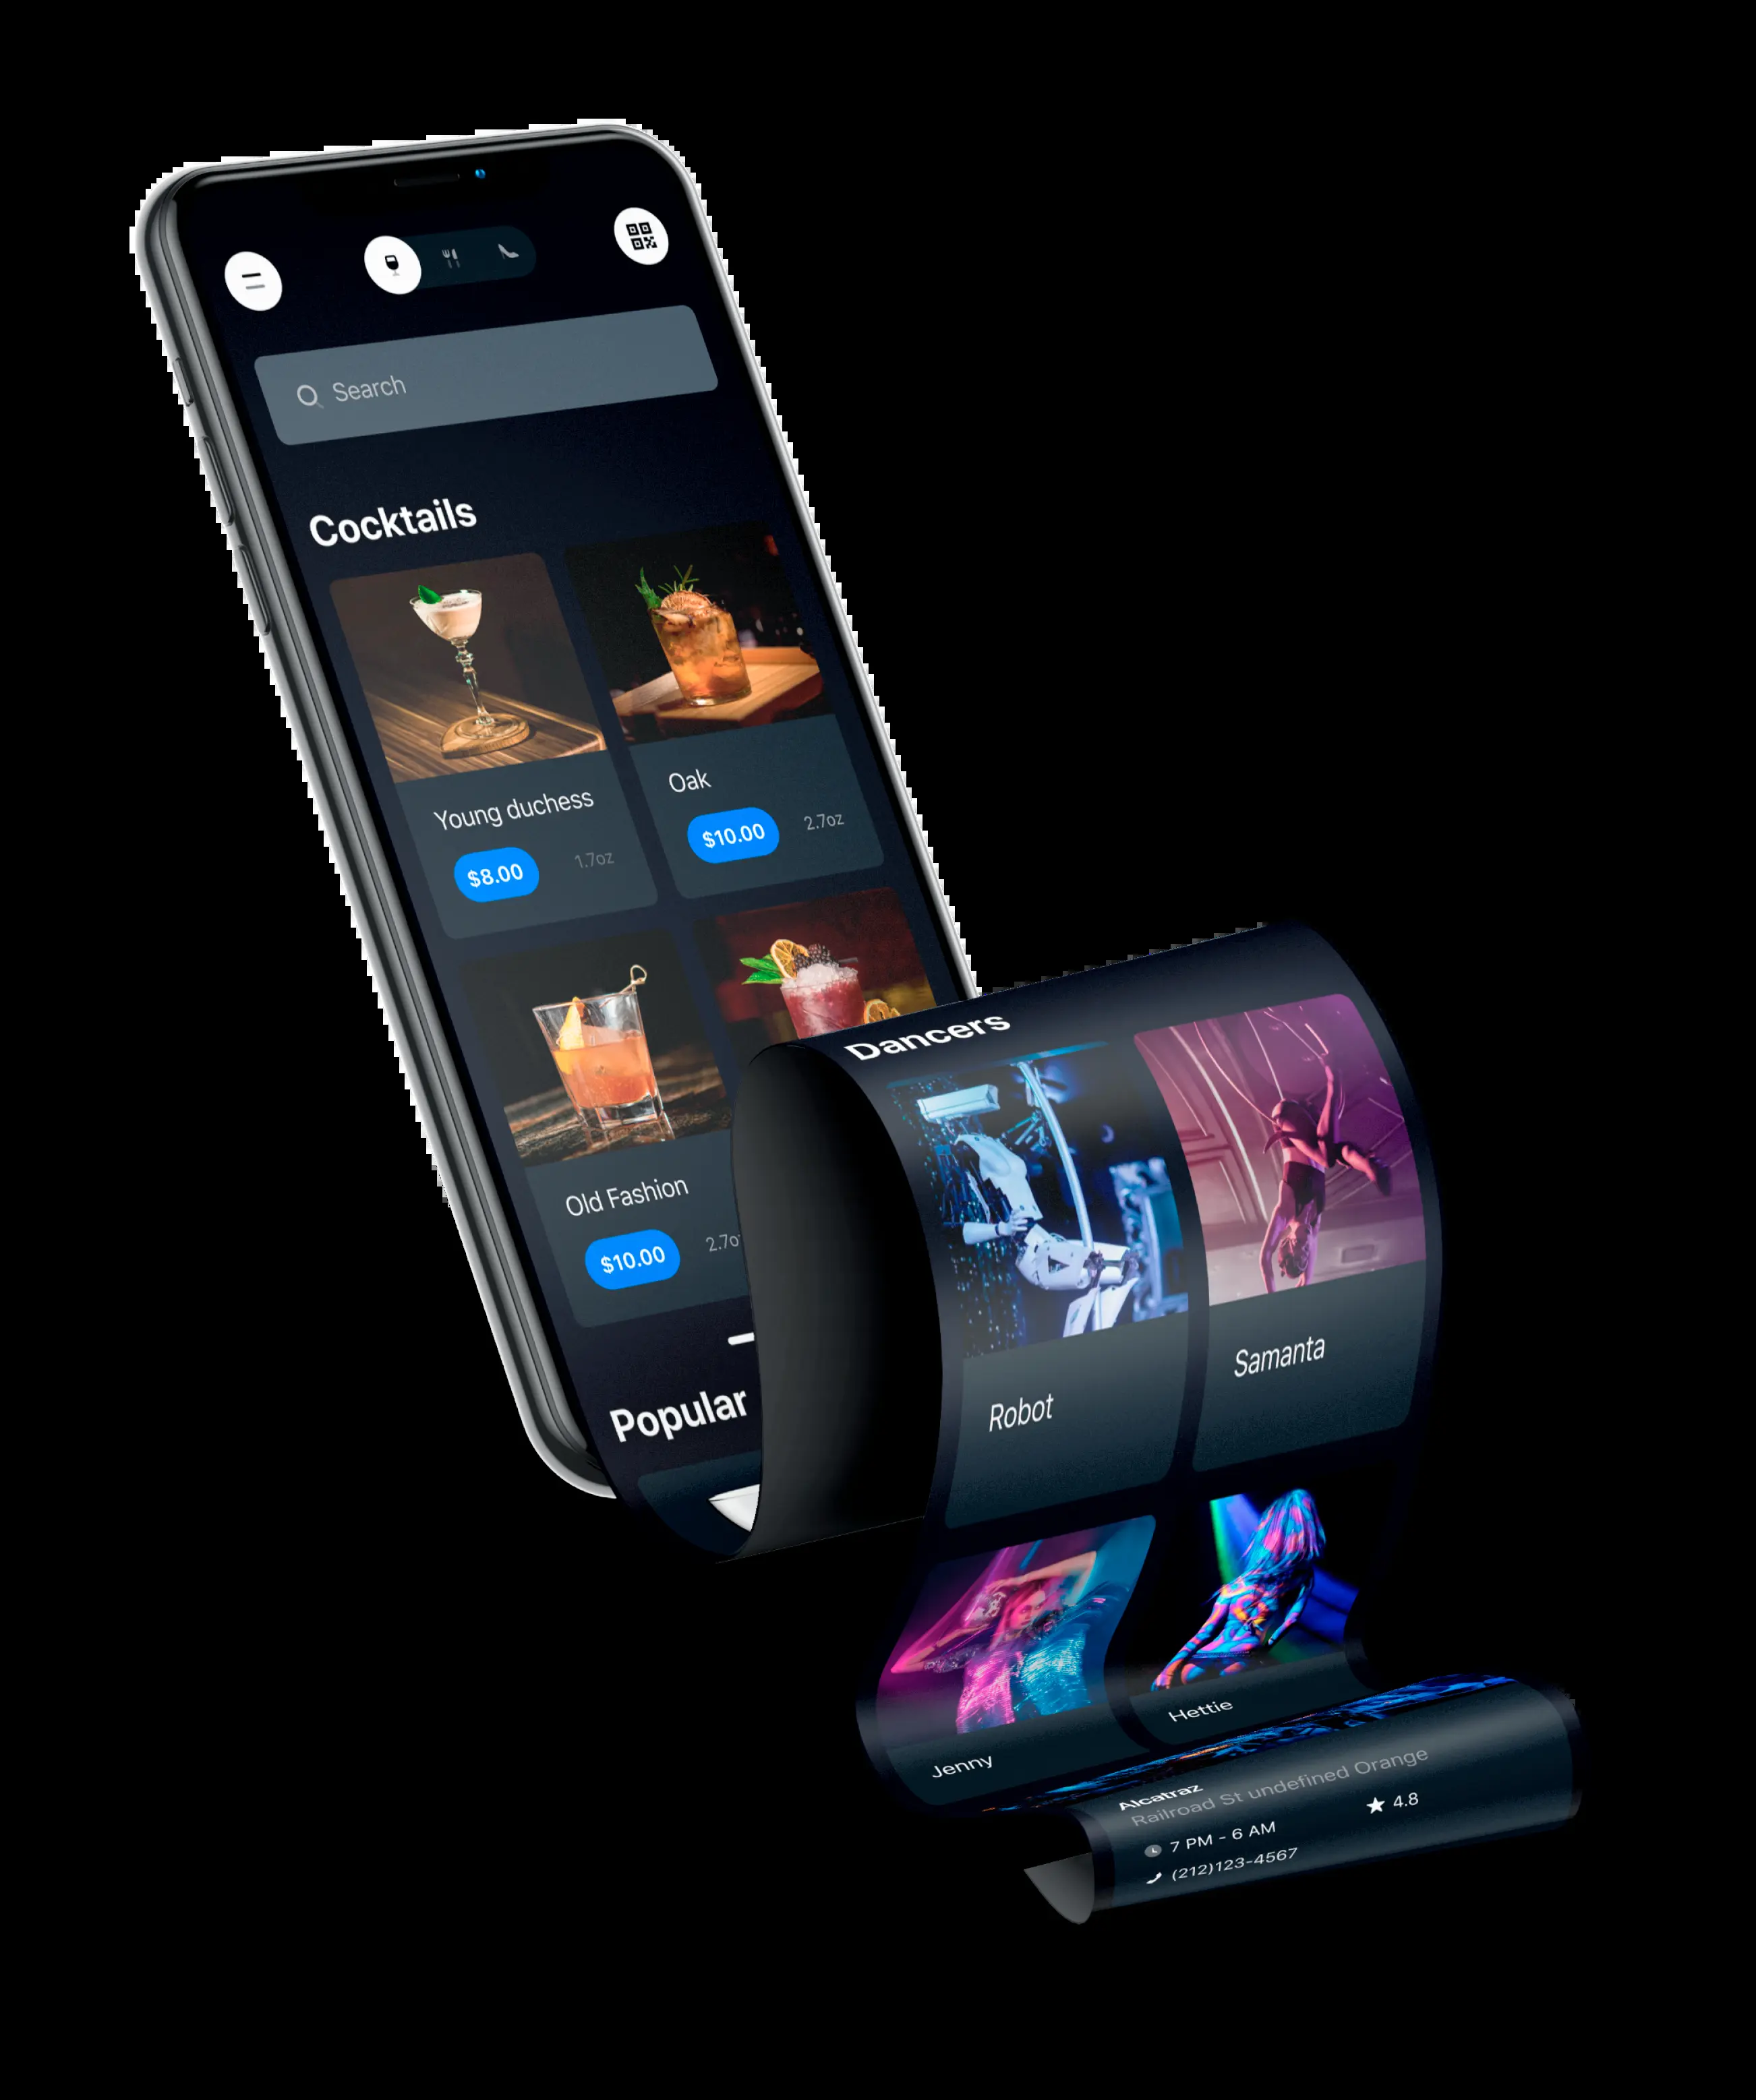 Search
Cocktails
Young duchess
$8.00 1.7oz
Oak
$10.00 2.7oz
Old Fashion
$10.00
Popular
Dancers
Robot
Samanta
Jenny
Hettie
Alcatraz
Railroad St undefined Orange
7 PM - 6 AM
4.8
(212)123-4567